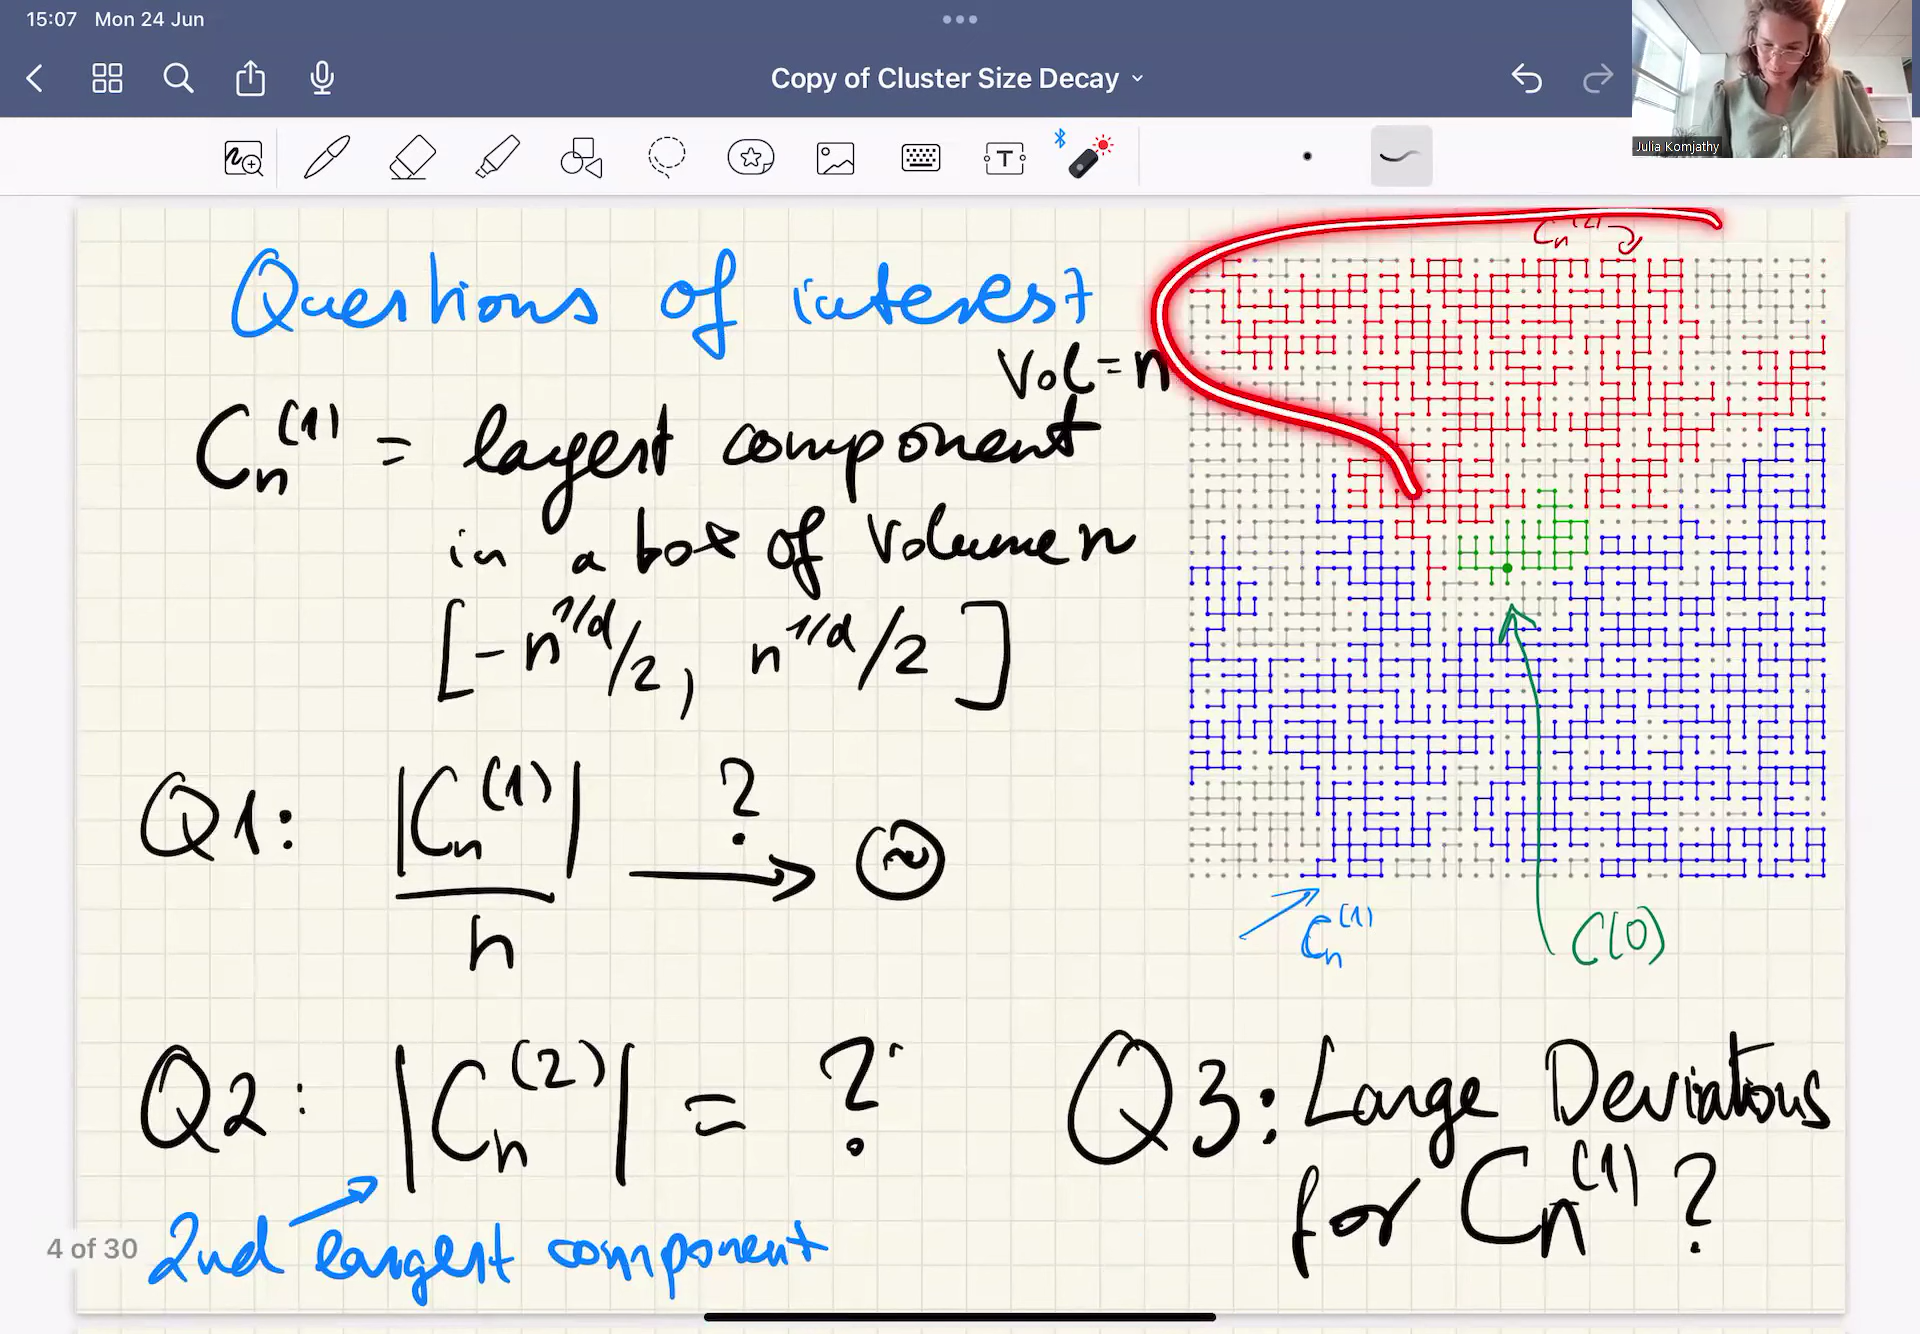 15:07 Mon 24 Jun
Copy of Cluster Size Decay
Julia Komjathy
Questions of interest
Vol = n
C_n^{(1)} = largest component
in a box of Volume n
[-n^{1/d}/2, n^{1/d}/2]
C_n^{(2)}
Q1: |C_n^{(1)}| / n ?
C_n^{(1)}
C(0)
Q2: |C_n^{(2)}| = ?
2nd largest component
Q3: Large Deviations
for C_n^{(1)} ?
4 of 30